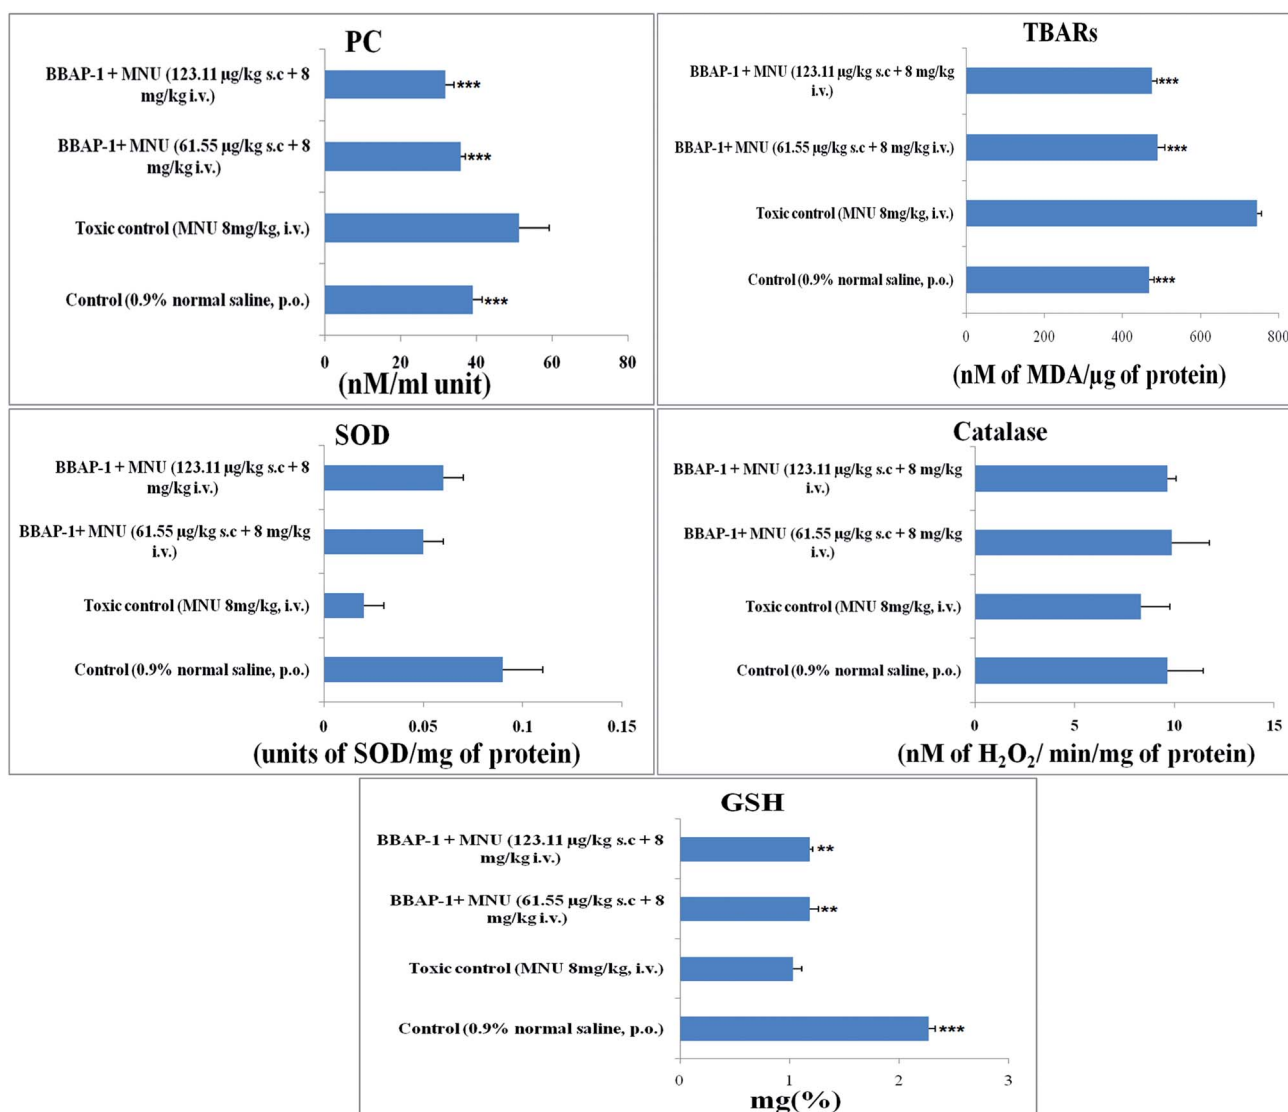 PC
BBAP-1 + MNU (123.11 µg/kg s.c + 8
mg/kg i.v.)
***
BBAP-1+ MNU (61.55 µg/kg s.c + 8
mg/kg i.v.)
***
Toxic control (MNU 8mg/kg, i.v.)
Control (0.9% normal saline, p.o.)
***
0 20 40 60 80
(nM/ml unit)
TBARs
BBAP-1 + MNU (123.11 µg/kg s.c + 8 mg/kg
i.v.)
***
BBAP-1+ MNU (61.55 µg/kg s.c + 8 mg/kg i.v.)
***
Toxic control (MNU 8mg/kg, i.v.)
Control (0.9% normal saline, p.o.)
***
0 200 400 600 800
(nM of MDA/µg of protein)
SOD
BBAP-1 + MNU (123.11 µg/kg s.c + 8
mg/kg i.v.)
BBAP-1+ MNU (61.55 µg/kg s.c + 8 mg/kg
i.v.)
Toxic control (MNU 8mg/kg, i.v.)
Control (0.9% normal saline, p.o.)
0 0.05 0.1 0.15
(units of SOD/mg of protein)
Catalase
BBAP-1 + MNU (123.11 µg/kg s.c + 8 mg/kg
i.v.)
BBAP-1+ MNU (61.55 µg/kg s.c + 8 mg/kg
i.v.)
Toxic control (MNU 8mg/kg, i.v.)
Control (0.9% normal saline, p.o.)
0 5 10 15
(nM of H₂O₂/ min/mg of protein)
GSH
BBAP-1 + MNU (123.11 µg/kg s.c + 8
mg/kg i.v.)
**
BBAP-1+ MNU (61.55 µg/kg s.c + 8
mg/kg i.v.)
**
Toxic control (MNU 8mg/kg, i.v.)
Control (0.9% normal saline, p.o.)
***
0 1 2 3
mg(%)